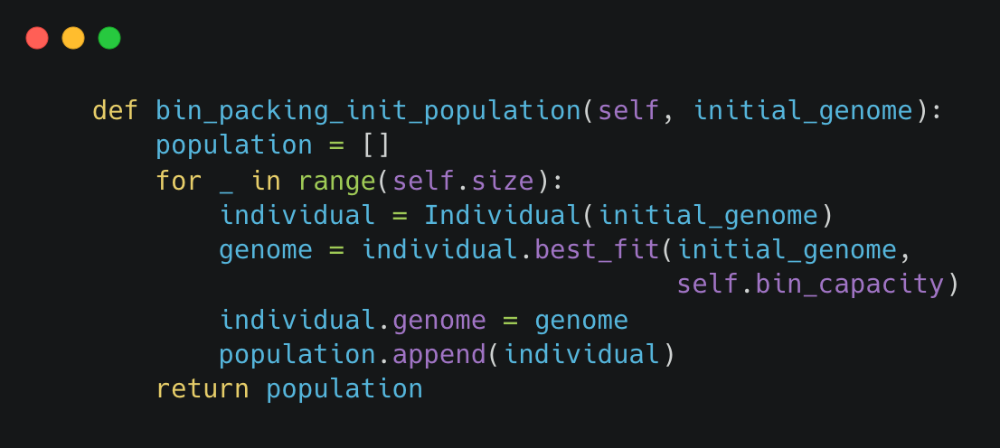 def bin_packing_init_population(self, initial_genome):
    population = []
    for _ in range(self.size):
        individual = Individual(initial_genome)
        genome = individual.best_fit(initial_genome,
                                     self.bin_capacity)
        individual.genome = genome
        population.append(individual)
    return population